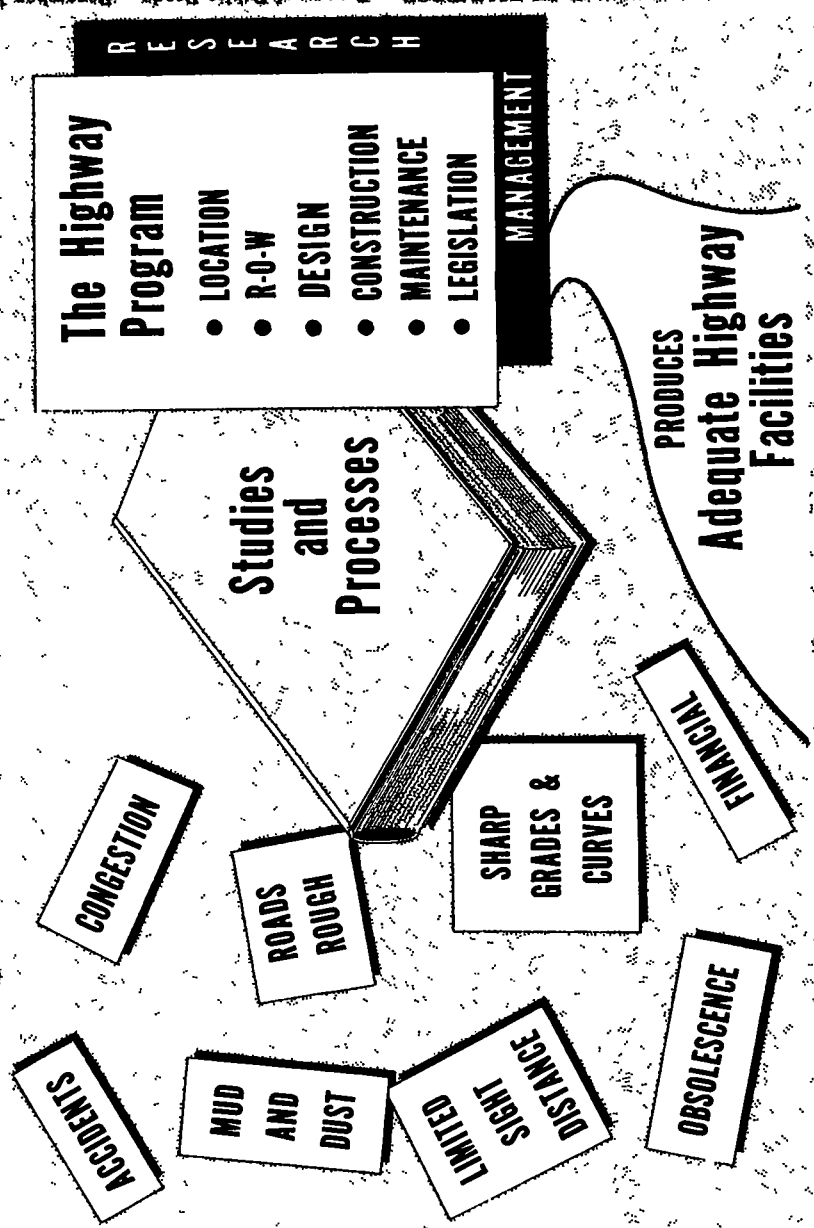 ACCIDENTS
CONGESTION
MUD
AND
DUST
ROADS
ROUGH
LIMITED
SIGHT
DISTANCE
SHARP
GRADES &
CURVES
OBSOLESCENCE
FINANCIAL
Studies
and
Processes
The Highway
Program
• LOCATION
• R-O-W
• DESIGN
• CONSTRUCTION
• MAINTENANCE
• LEGISLATION
RESEARCH
MANAGEMENT
PRODUCES
Adequate Highway
Facilities